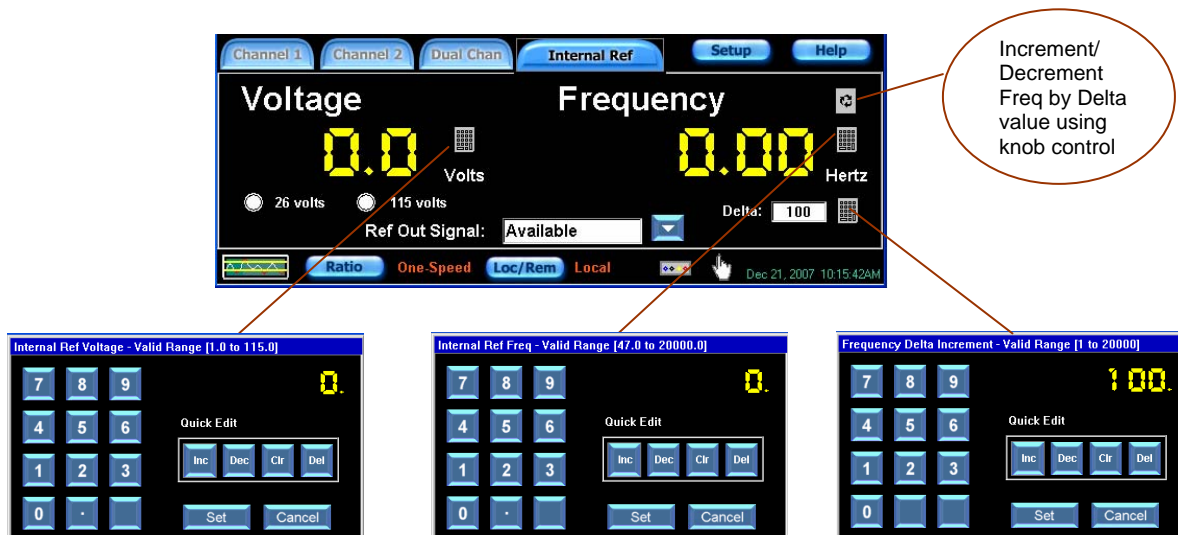 Channel 1 Channel 2 Dual Chan Internal Ref Setup Help
Voltage Frequency
0.0 0.00
Volts Hertz
26 volts 115 volts Delta: 100
Ref Out Signal: Available
Ratio One-Speed Loc/Rem Local Dec 21, 2007 10:15:42AM
Increment/
Decrement
Freq by Delta
value using
knob control
Internal Ref Voltage - Valid Range [1.0 to 115.0]
7 8 9 0.
4 5 6 Quick Edit
1 2 3 Inc Dec Clr Del
0 . Set Cancel
Internal Ref Freq - Valid Range [47.0 to 20000.0]
7 8 9 0.
4 5 6 Quick Edit
1 2 3 Inc Dec Clr Del
0 . Set Cancel
Frequency Delta Increment - Valid Range [1 to 20000]
7 8 9 100.
4 5 6 Quick Edit
1 2 3 Inc Dec Clr Del
0 Set Cancel